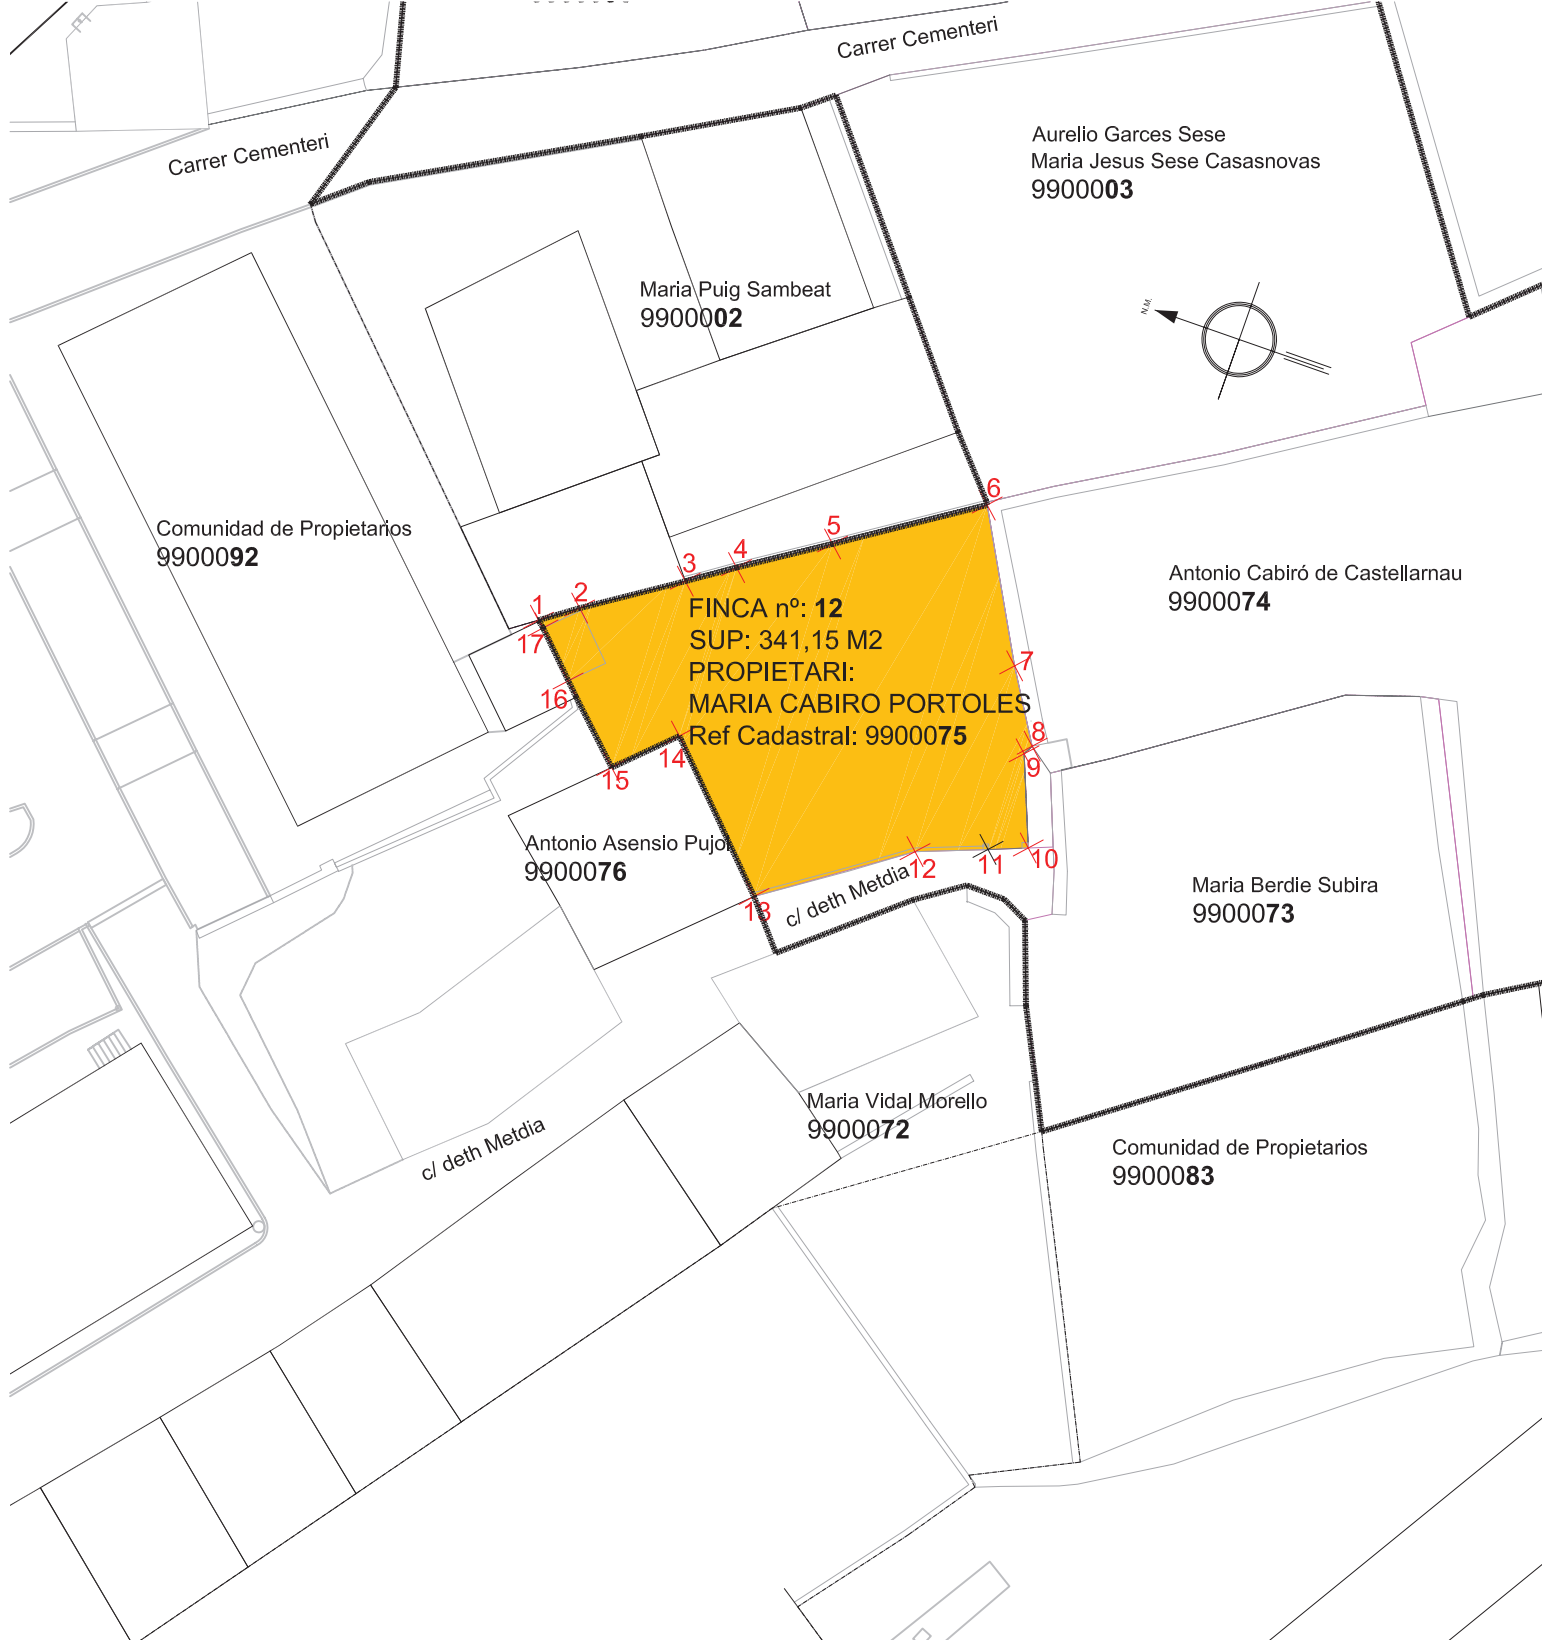 Carrer Cementeri
Carrer Cementeri
Aurelio Garces Sese
Maria Jesus Sese Casasnovas
9900003
Maria Puig Sambeat
9900002
N.M.
Comunidad de Propietarios
9900092
Antonio Cabiró de Castellarnau
9900074
1
2
3
4
5
6
7
8
9
10
11
12
13
14
15
16
17
FINCA nº: 12
SUP: 341,15 M2
PROPIETARI:
MARIA CABIRO PORTOLES
Ref Cadastral: 9900075
Antonio Asensio Pujol
9900076
c/ deth Metdia
Maria Berdie Subira
9900073
Maria Vidal Morello
9900072
c/ deth Metdia
Comunidad de Propietarios
9900083